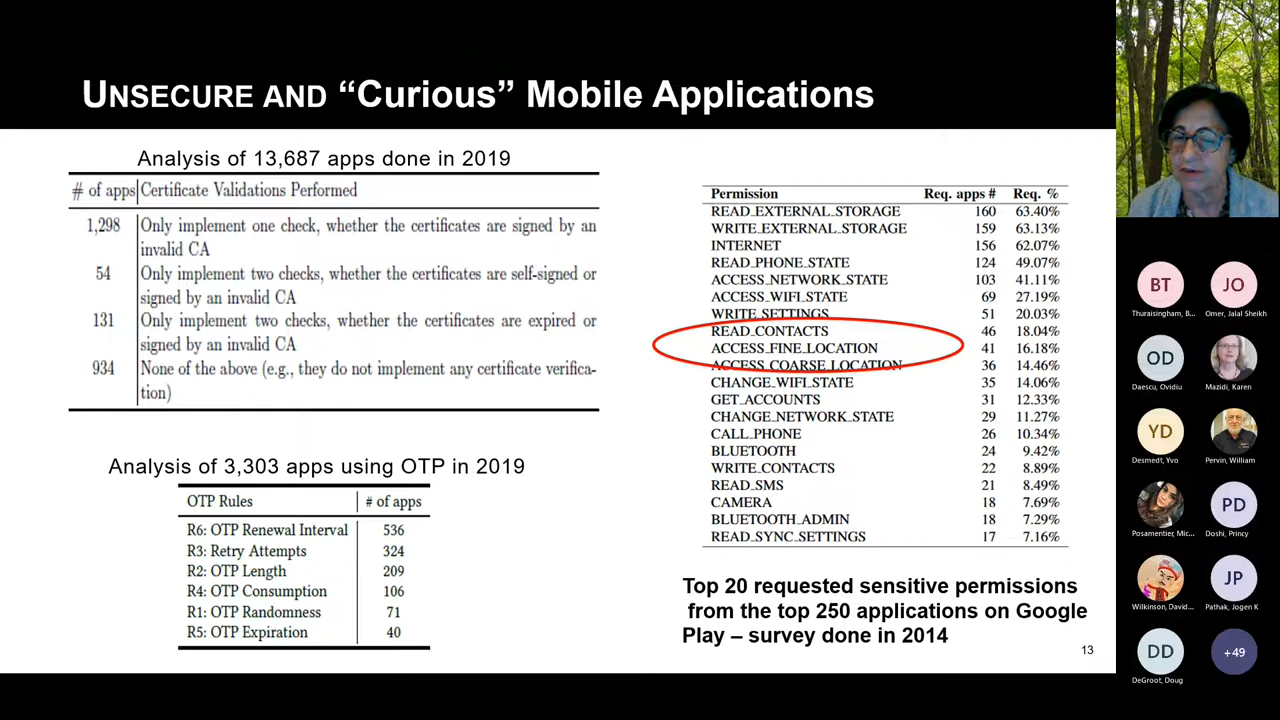 UNSECURE AND “Curious” Mobile Applications
Analysis of 13,687 apps done in 2019
# of apps Certificate Validations Performed
1,298 Only implement one check, whether the certificates are signed by an
invalid CA
54 Only implement two checks, whether the certificates are self-signed or
signed by an invalid CA
131 Only implement two checks, whether the certificates are expired or
signed by an invalid CA
934 None of the above (e.g., they do not implement any certificate verifica-
tion)
Analysis of 3,303 apps using OTP in 2019
OTP Rules # of apps
R6: OTP Renewal Interval 536
R3: Retry Attempts 324
R2: OTP Length 209
R4: OTP Consumption 106
R1: OTP Randomness 71
R5: OTP Expiration 40
Permission Req. apps # Req. %
READ_EXTERNAL_STORAGE 160 63.40%
WRITE_EXTERNAL_STORAGE 159 63.13%
INTERNET 156 62.07%
READ_PHONE_STATE 124 49.07%
ACCESS_NETWORK_STATE 103 41.11%
ACCESS_WIFI_STATE 69 27.19%
WRITE_SETTINGS 51 20.03%
READ_CONTACTS 46 18.04%
ACCESS_FINE_LOCATION 41 16.18%
ACCESS_COARSE_LOCATION 36 14.46%
CHANGE_WIFI_STATE 35 14.06%
GET_ACCOUNTS 31 12.33%
CHANGE_NETWORK_STATE 29 11.27%
CALL_PHONE 26 10.34%
BLUETOOTH 24 9.42%
WRITE_CONTACTS 22 8.89%
READ_SMS 21 8.49%
CAMERA 18 7.69%
BLUETOOTH_ADMIN 18 7.29%
READ_SYNC_SETTINGS 17 7.16%
Top 20 requested sensitive permissions
from the top 250 applications on Google
Play – survey done in 2014
13
BT
Thuraisingham, B...
JO
Omer, Jalal Sheikh
OD
Daescu, Ovidiu
Mazidi, Karen
YD
Desmedt, Yvo
Pervin, William
Posamentier, Mic...
PD
Doshi, Princy
Wilkinson, David...
JP
Pathak, Jogen K
DD
DeGroot, Doug
+49